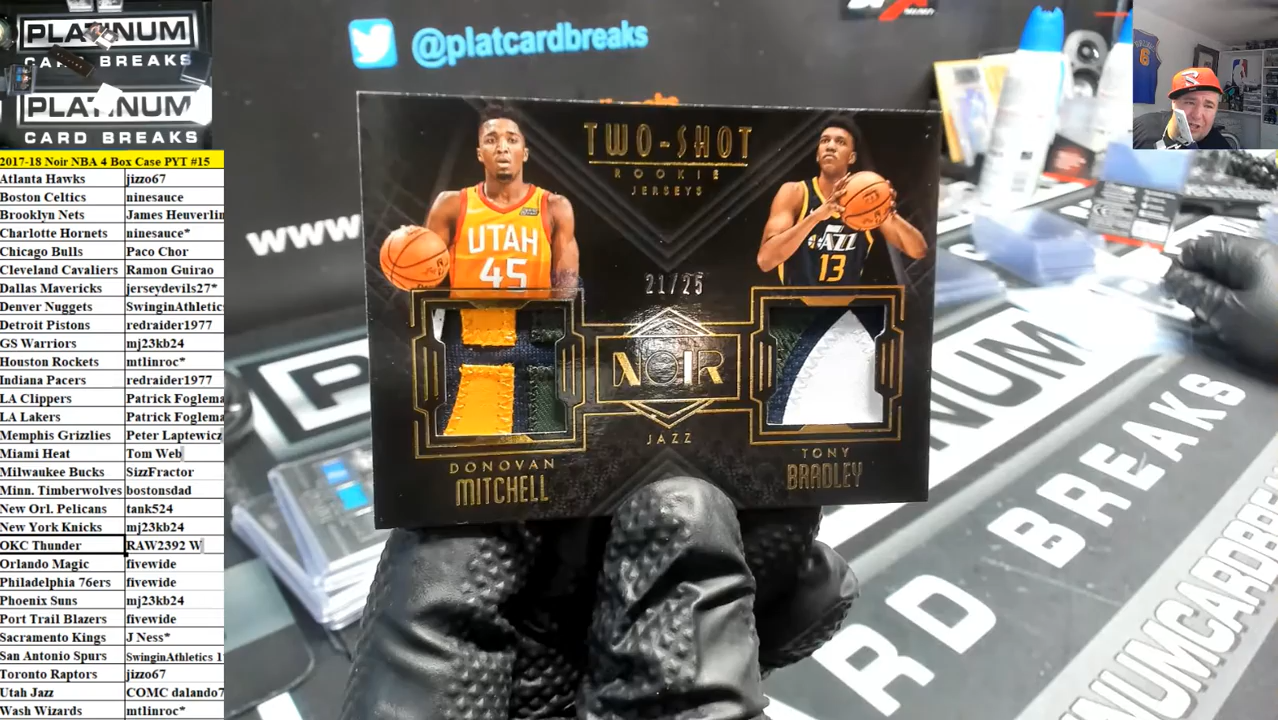 PLATINUM
CARD BREAKS
PLATINUM
CARD BREAKS
2017-18 Noir NBA 4 Box Case PYT #15
Atlanta Hawks jizzo67
Boston Celtics ninesauce
Brooklyn Nets James Heuverlin
Charlotte Hornets ninesauce*
Chicago Bulls Paco Chor
Cleveland Cavaliers Ramon Guirao
Dallas Mavericks jerseydevils27*
Denver Nuggets SwinginAthletics
Detroit Pistons redraider1977
GS Warriors mj23kb24
Houston Rockets mtlinroc*
Indiana Pacers redraider1977
LA Clippers Patrick Foglema
LA Lakers Patrick Foglema
Memphis Grizzlies Peter Laptewicz
Miami Heat Tom Web
Milwaukee Bucks SizzFractor
Minn. Timberwolves bostonsdad
New Orl. Pelicans tank524
New York Knicks mj23kb24
OKC Thunder RAW2392 W
Orlando Magic fivewide
Philadelphia 76ers fivewide
Phoenix Suns mj23kb24
Port Trail Blazers fivewide
Sacramento Kings J Ness*
San Antonio Spurs SwinginAthletics 1
Toronto Raptors jizzo67
Utah Jazz COMC dalando7
Wash Wizards mtlinroc*
@platcardbreaks
www
TWO-SHOT
ROOKIE
JERSEYS
UTAH
45
JAZZ
13
21/25
NOIR
JAZZ
DONOVAN
MITCHELL
TONY
BRADLEY
NUM
RD BREAKS
NUMCARDBREA